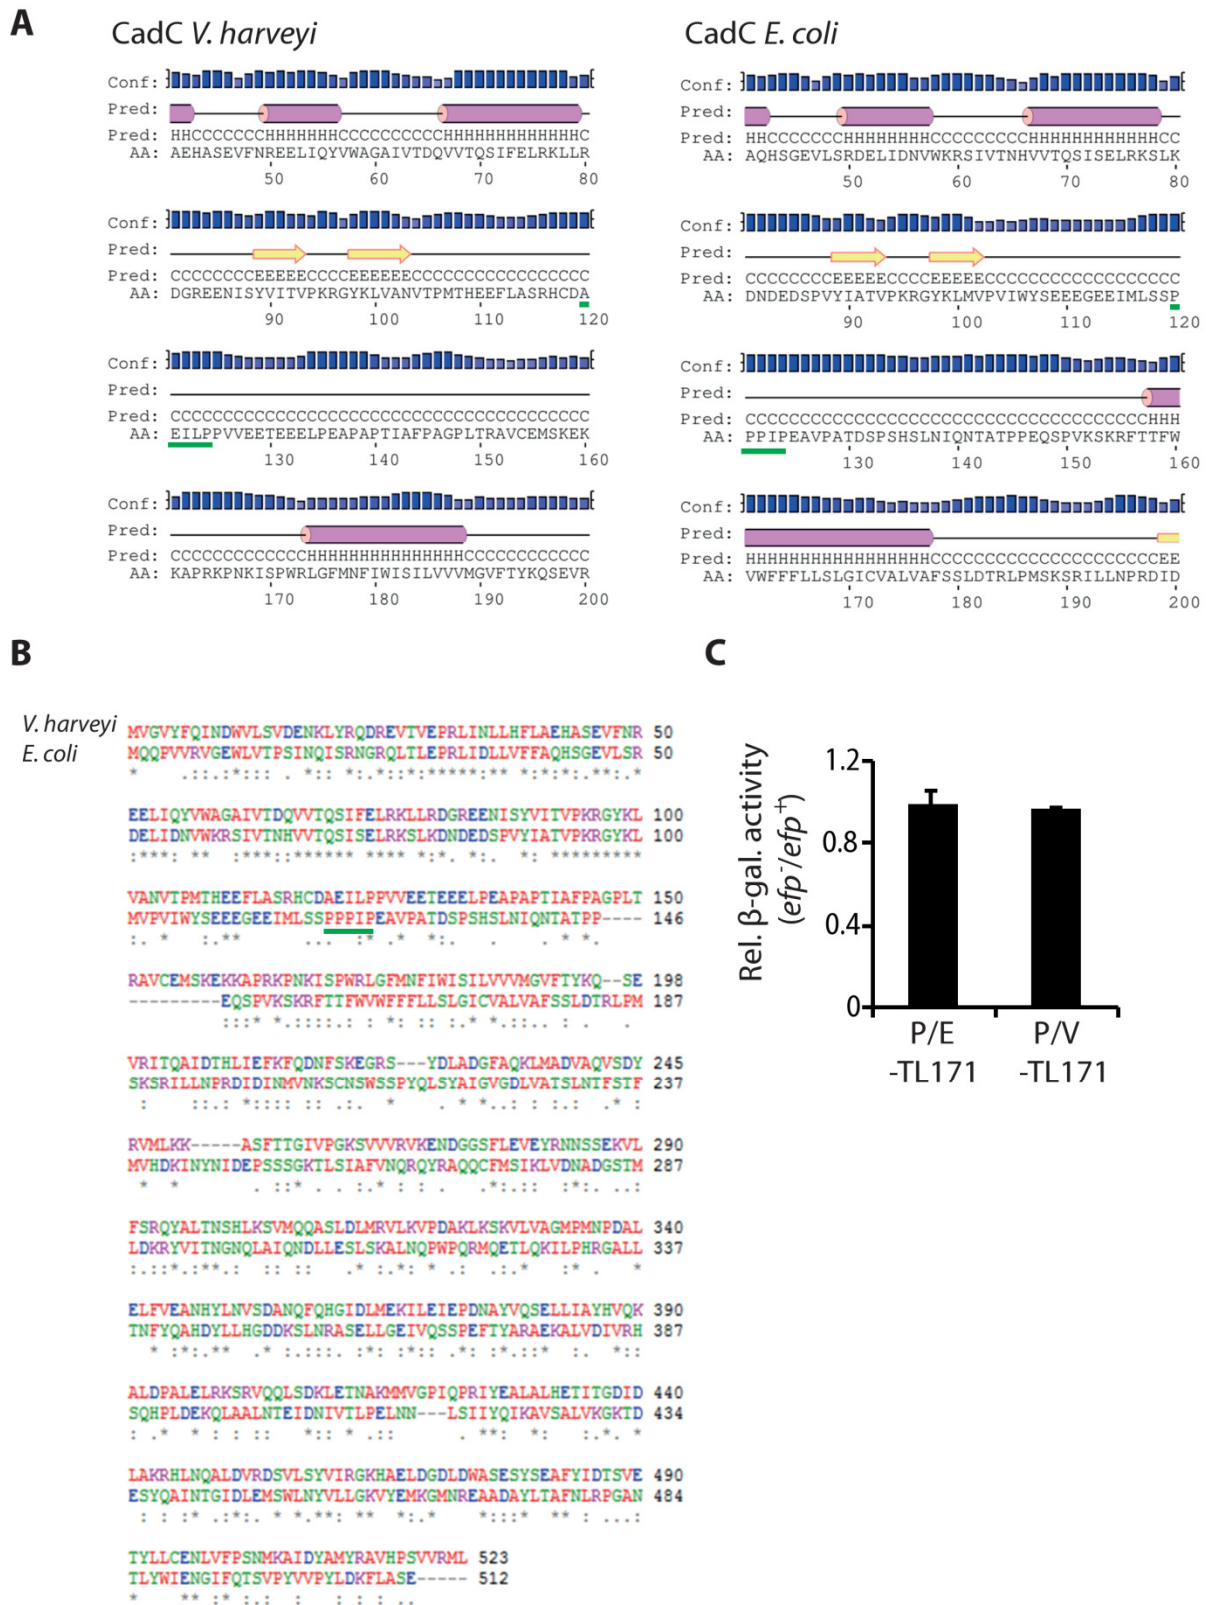 A
CadC V. harveyi
Conf:
Pred:
Pred: HHCCCCCCCHHHHHHHCCCCCCCCCCHHHHHHHHHHHHHC
AA: AEHASEVFNREELIQYVWAGAIVTDQVVTQSIFELRKLLR
50 60 70 80
Conf:
Pred:
Pred: CCCCCCCCEEEEECCCCEEEEEECCCCCCCCCCCCCCCCC
AA: DGREENISYVITVPKRGYKLVANVTPMTHEEFLASRHCDA
90 100 110 120
Conf:
Pred:
Pred: CCCCCCCCCCCCCCCCCCCCCCCCCCCCCCCCCCCCCCCC
AA: EILPPVVEETEEELPEAPAPTIAFPAGPLTRAVCEMSKEK
130 140 150 160
Conf:
Pred:
Pred: CCCCCCCCCCCCCHHHHHHHHHHHHHHHCCCCCCCCCCCC
AA: KAPRKPNKISPWRLGFMNFIWISILVVVMGVFTYKQSEVR
170 180 190 200
CadC E. coli
Conf:
Pred:
Pred: HHCCCCCCCHHHHHHHHCCCCCCCCCHHHHHHHHHHHHCC
AA: AQHSGEVLSRDELIDNVWKRSIVTNHVVTQSISELRKSLK
50 60 70 80
Conf:
Pred:
Pred: CCCCCCCCEEEEECCCCEEEEECCCCCCCCCCCCCCCCCC
AA: DNDEDSPVYIATVPKRGYKLMVPVIWYSEEEGEEIMLSSP
90 100 110 120
Conf:
Pred:
Pred: CCCCCCCCCCCCCCCCCCCCCCCCCCCCCCCCCCCCCHHH
AA: PPIPEAVPATDSPSHSLNIQNTATPPEQSPVKSKRFTTFW
130 140 150 160
Conf:
Pred:
Pred: HHHHHHHHHHHHHHHHHCCCCCCCCCCCCCCCCCCCCCEE
AA: VWFFFLLSLGICVALVAFSSLDTRLPMSKSRILLNPRDID
170 180 190 200
B
V. harveyi MVGVYFQINDWVLSVDENKLYRQDREVTVEPRLINLLHFLAEHASEVFNR 50
E. coli MQQPVVRVGEWLVTPSINQISRNGRQLTLEPRLIDLLVFFAQHSGEVLSR 50
* .:.:*::: . *:: *:.*::*:*****:** *:*:*:.**:.*
EELIQYVWAGAIVTDQVVTQSIFELRKLLRDGREENISYVITVPKRGYKL 100
DELIDNVWKRSIVTNHVVTQSISELRKSLKDNDEDSPVYIATVPKRGYKL 100
:***: ** :***::****** **** *:*. *:. *: *********
VANVTPMTHEEFLASRHCDAEILPPVVEETEEELPEAPAPTIAFPAGPLT 150
MVPVIWYSEEEGEEIMLSSPPPIPEAVPATDSPSHSLNIQNTATPP---- 146
:. * :.** ... :* .* *:. . .* *.
RAVCEMSKEKKAPRKPNKISPWRLGFMNFIWISILVVVMGVFTYKQ--SE 198
---------EQSPVKSKRFTTFWVWFFFLLSLGICVALVAFSSLDTRLPM 187
:::* *.::::.: : *: :: :.* *.::.. : . .
VRITQAIDTHLIEFKFQDNFSKEGRS---YDLADGFAQKLMADVAQVSDY 245
SKSRILLNPRDIDINMVNKSCNSWSSPYQLSYAIGVGDLVATSLNTFSTF 237
: ::.: *::: :: .:. * . * ..: : :.: .* :
RVMLKK-----ASFTTGIVPGKSVVVRVKENDGGSFLEVEYRNNSSEKVL 290
MVHDKINYNIDEPSSSGKTLSIAFVNQRQYRAQQCFMSIKLVDNADGSTM 287
* * . ::* . :.* : : . .*:.:: :*:. ..:
FSRQYALTNSHLKSVMQQASLDLMRVLKVPDAKLKSKVLVAGMPMNPDAL 340
LDKRYVITNGNQLAIQNDLLESLSKALNQPWPQRMQETLQKILPHRGALL 337
:.::*.:**.: :: :: .* :.*: * .: ..:.* :* . *
ELFVEANHYLNVSDANQFQHGIDLMEKILEIEPDNAYVQSELLIAYHVQK 390
TNFYQAHDYLLHGDDKSLNRASELLGEIVQSSPEFTYARAEKALVDIVRH 387
* :*:.** .* :.:::. :*: :*:: .*: :*.::* :. *::
ALDPALELRKSRVQQLSDKLETNAKMMVGPIQPRIYEALALHETITGDID 440
SQHPLDEKQLAALNTEIDNIVTLPELNN---LSIIYQIKAVSALVKGKTD 434
: .* * : : :: *:: * .:: . **: *: :.*. *
LAKRHLNQALDVRDSVLSYVIRGKHAELDGDLDWASESYSEAFYIDTSVE 490
ESYQAINTGIDLEMSWLNYVLLGKVYEMKGMNREAADAYLTAFNLRPGAN 484
: : :* .:*:. * *.**: ** *:.* *:::* ** : ...:
TYLLCENLVFPSNMKAIDYAMYRAVHPSVVRML 523
TLYWIENGIFQTSVPYVVPYLDKFLASE----- 512
* ** :* :.: : : : : ..
C
Rel. β-gal. activity
(efp⁻/efp⁺)
1.2
0.8
0.4
0
P/E
-TL171
P/V
-TL171